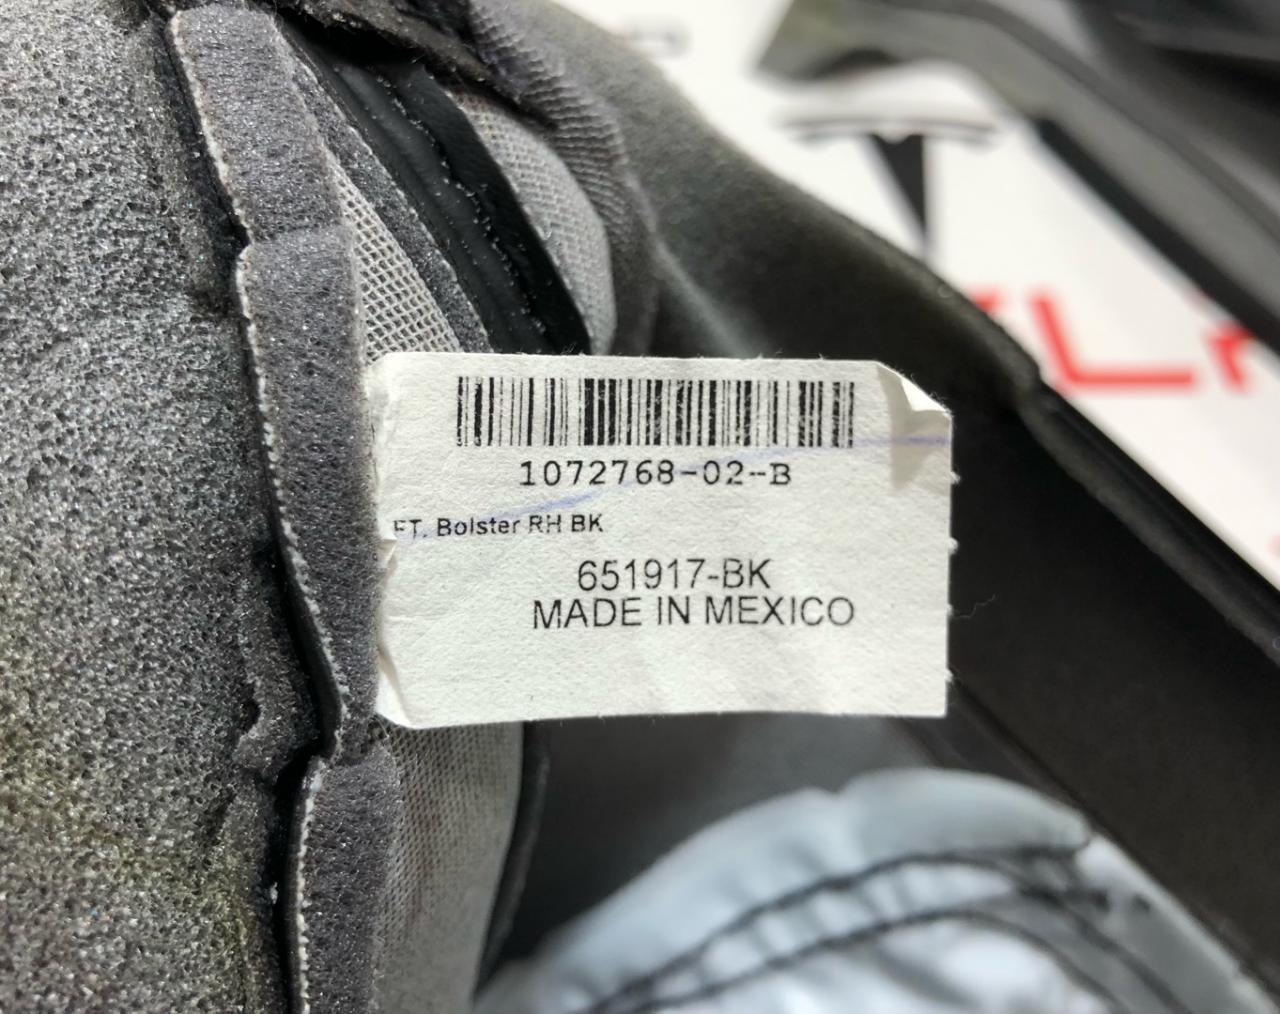 1072768-02-B
FT. Bolster RH BK
651917-BK
MADE IN MEXICO